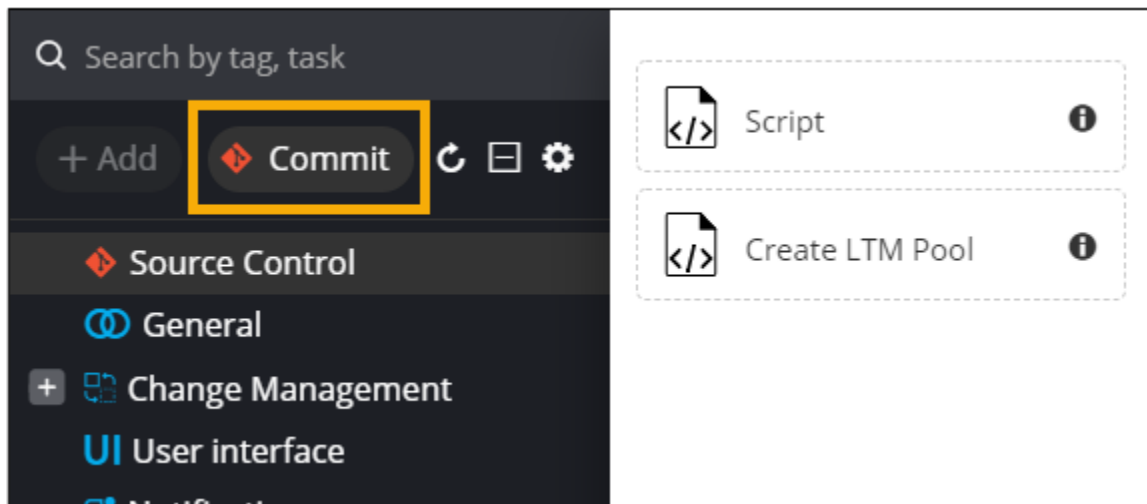 Search by tag, task
+ Add
Commit
Source Control
General
Change Management
UI User interface
Script
Create LTM Pool